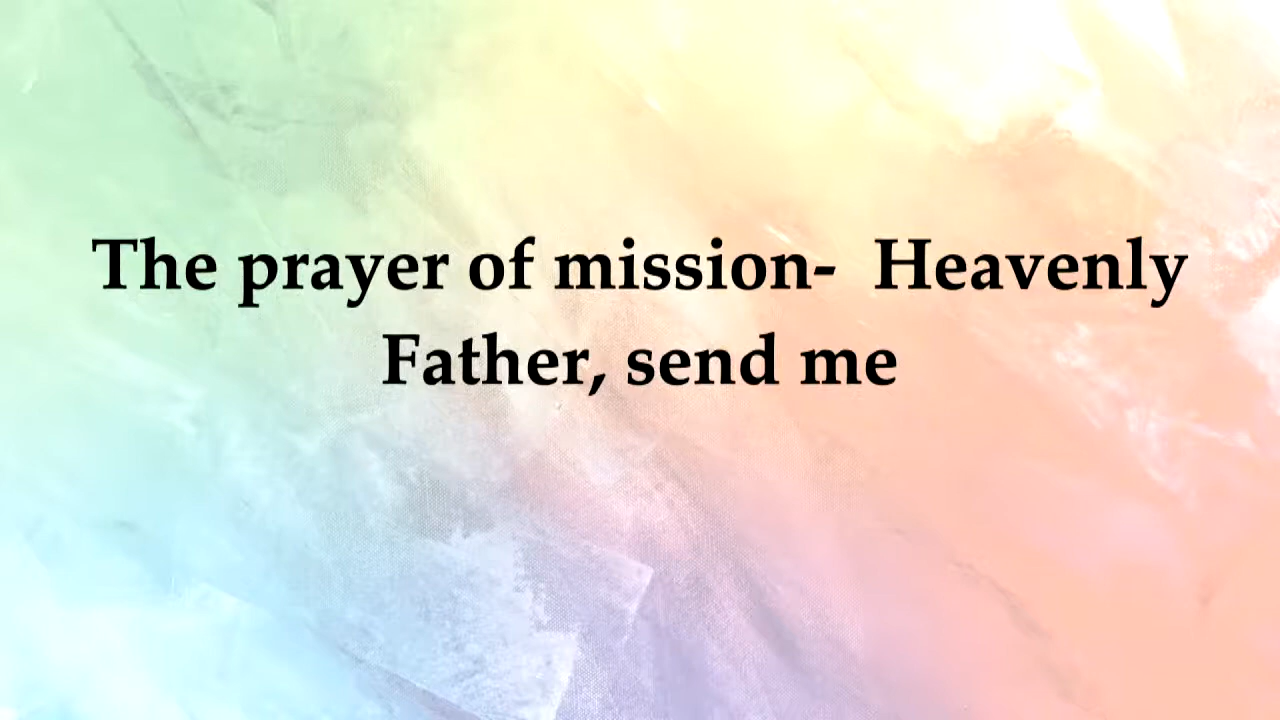 The prayer of mission-  Heavenly
Father, send me